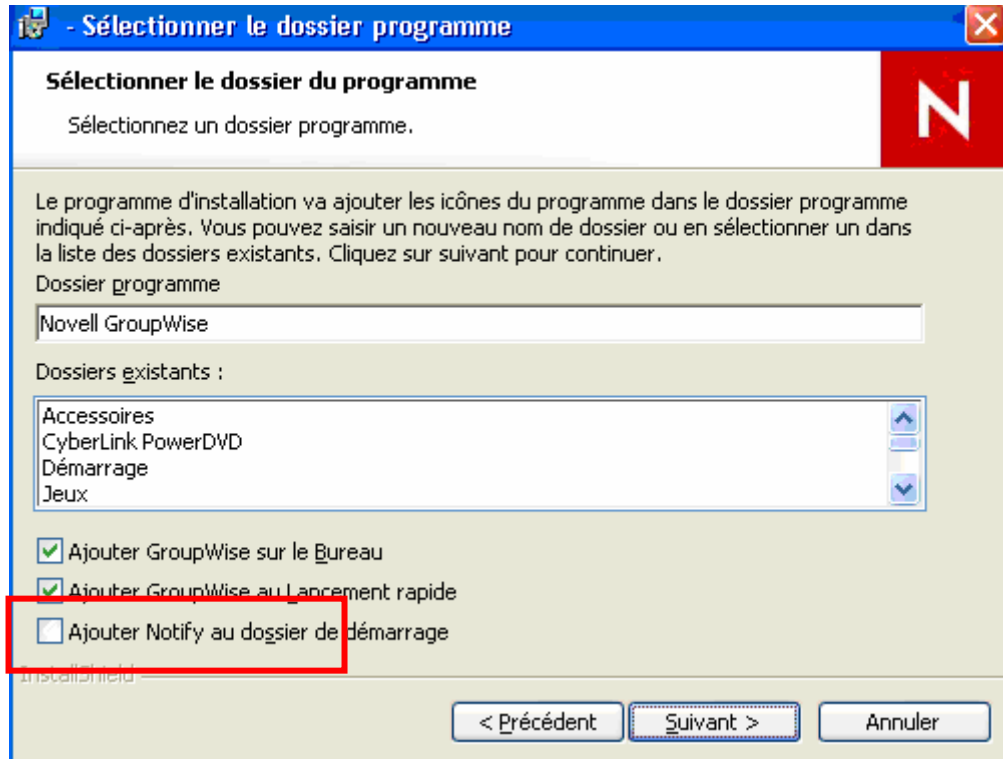 - Sélectionner le dossier programme
Sélectionner le dossier du programme
Sélectionnez un dossier programme.
N
Le programme d'installation va ajouter les icônes du programme dans le dossier programme
indiqué ci-après. Vous pouvez saisir un nouveau nom de dossier ou en sélectionner un dans
la liste des dossiers existants. Cliquez sur suivant pour continuer.
Dossier programme
Novell GroupWise
Dossiers existants :
Accessoires
CyberLink PowerDVD
Démarrage
Jeux
Ajouter GroupWise sur le Bureau
Ajouter GroupWise au Lancement rapide
Ajouter Notify au dossier de démarrage
InstallShield
< Précédent Suivant > Annuler